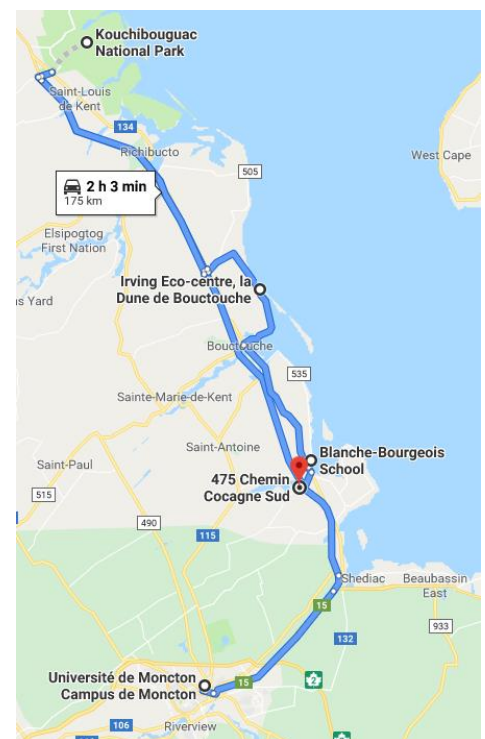 Kouchibouguac
National Park
Saint-Louis
de Kent
134
Richibucto
West Cape
505
2 h 3 min
175 km
Elsipogtog
First Nation
Irving Eco-centre, la
Dune de Bouctouche
s Yard
Bouctouche
535
Sainte-Marie-de-Kent
Saint-Antoine
Blanche-Bourgeois
School
Saint-Paul
475 Chemin
Cocagne Sud
515
490
115
Shediac
Beaubassin
East
15
933
132
Université de Moncton
Campus de Moncton
15
2
106
Riverview